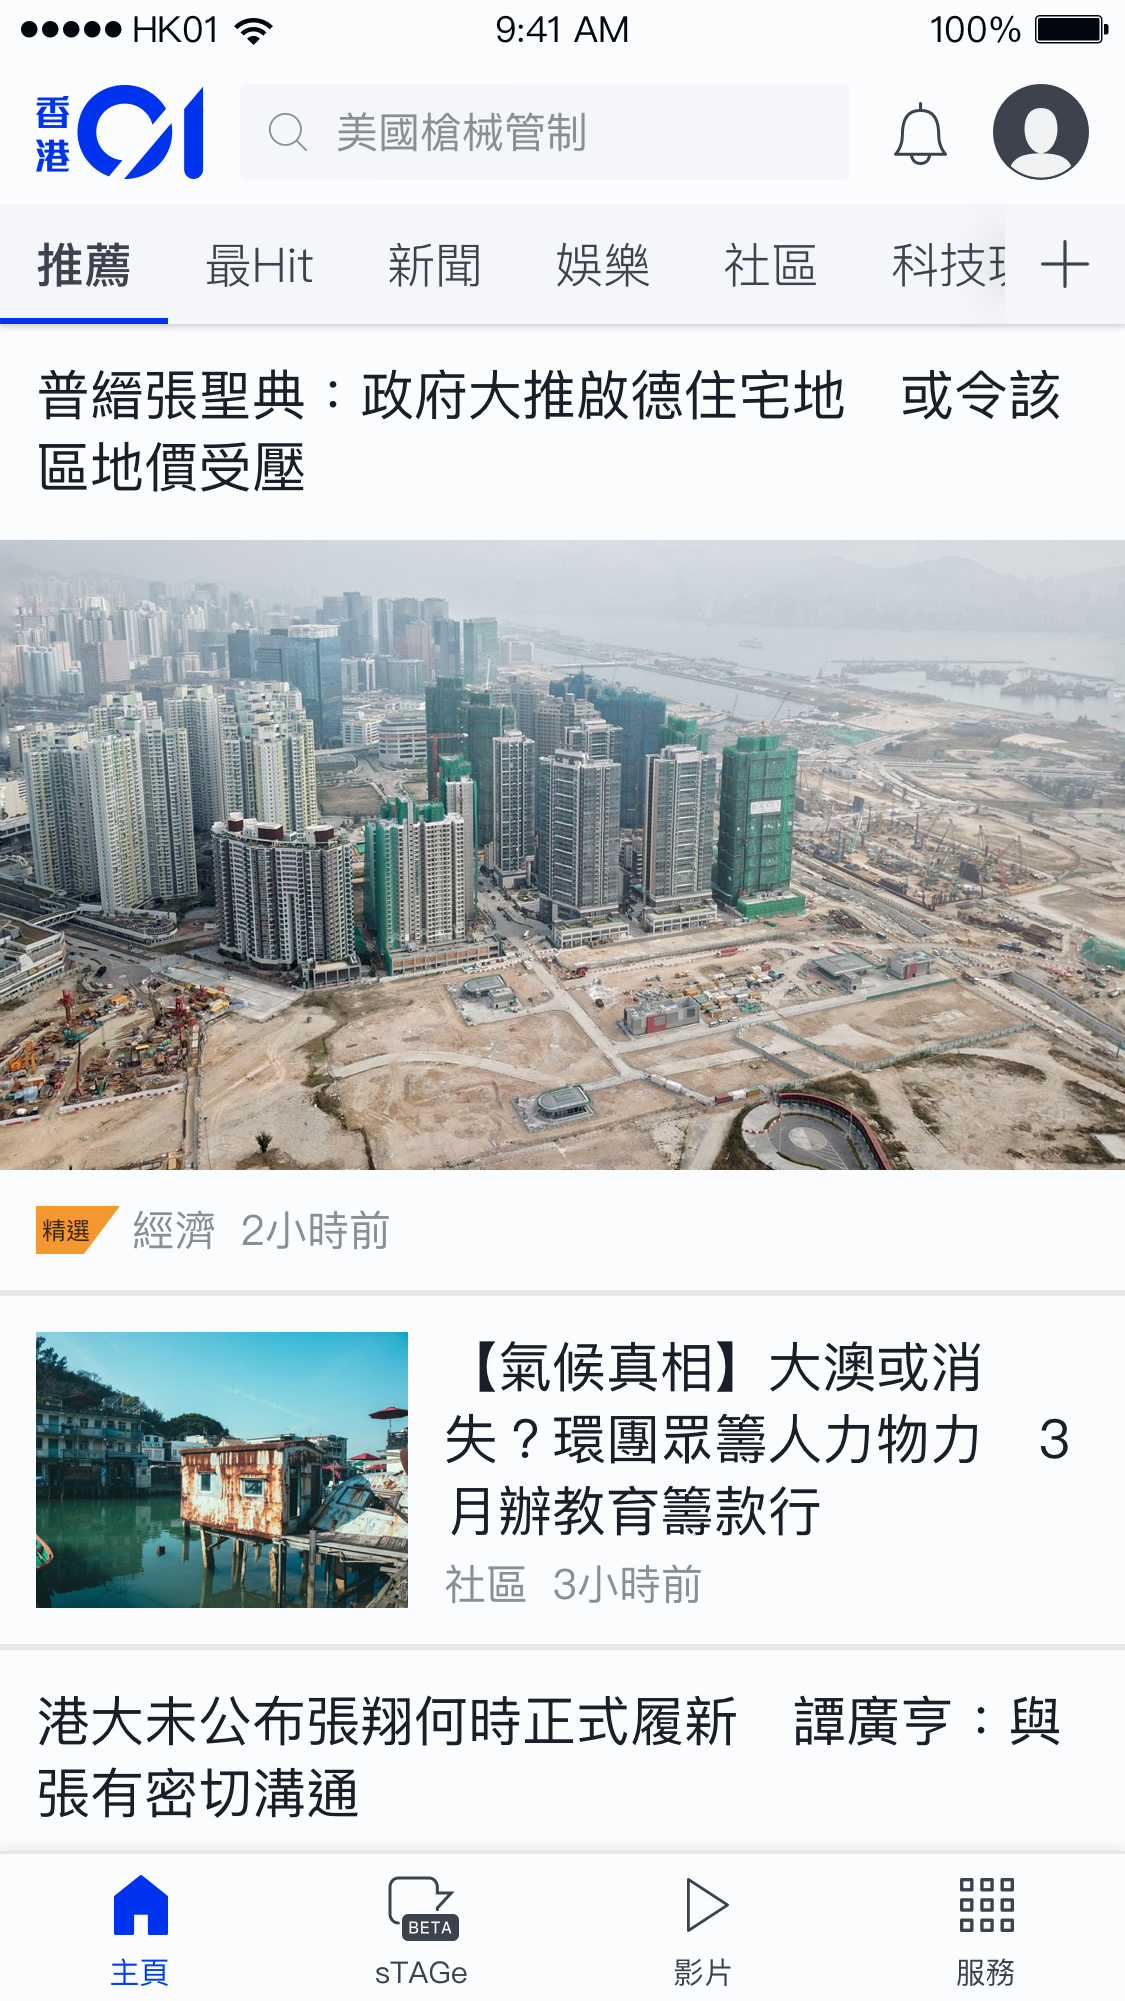 HK01 9:41 AM 100%
香港01 美國槍械管制
推薦 最Hit 新聞 娛樂 社區 科技
普縉張聖典：政府大推啟德住宅地　或令該
區地價受壓
精選 經濟 2小時前
【氣候真相】大澳或消
失？環團眾籌人力物力　3
月辦教育籌款行
社區 3小時前
港大未公布張翔何時正式履新　譚廣亨：與
張有密切溝通
BETA
主頁 sTAGe 影片 服務